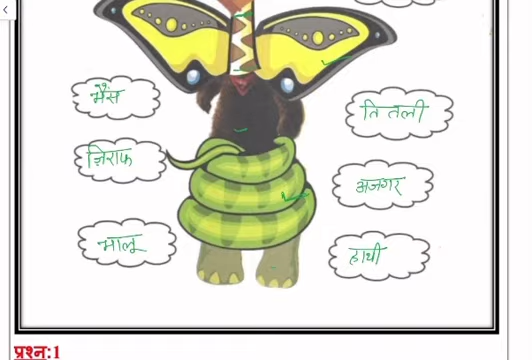 भैंस
तितली
ज़िराफ
अजगर
भालू
हाथी
प्रश्न:1